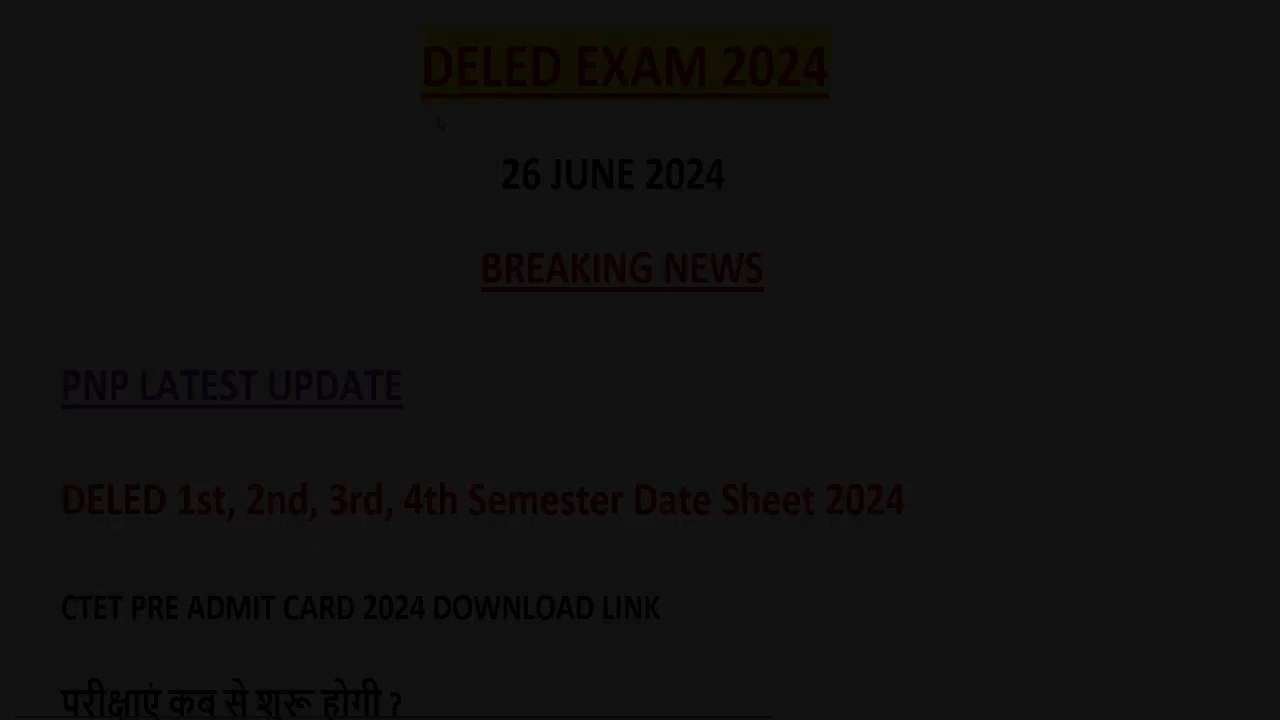 DELED EXAM 2024
26 JUNE 2024
BREAKING NEWS
PNP LATEST UPDATE
DELED 1st, 2nd, 3rd, 4th Semester Date Sheet 2024
CTET PRE ADMIT CARD 2024 DOWNLOAD LINK
परीक्षाएं कब से शुरू होगी ?